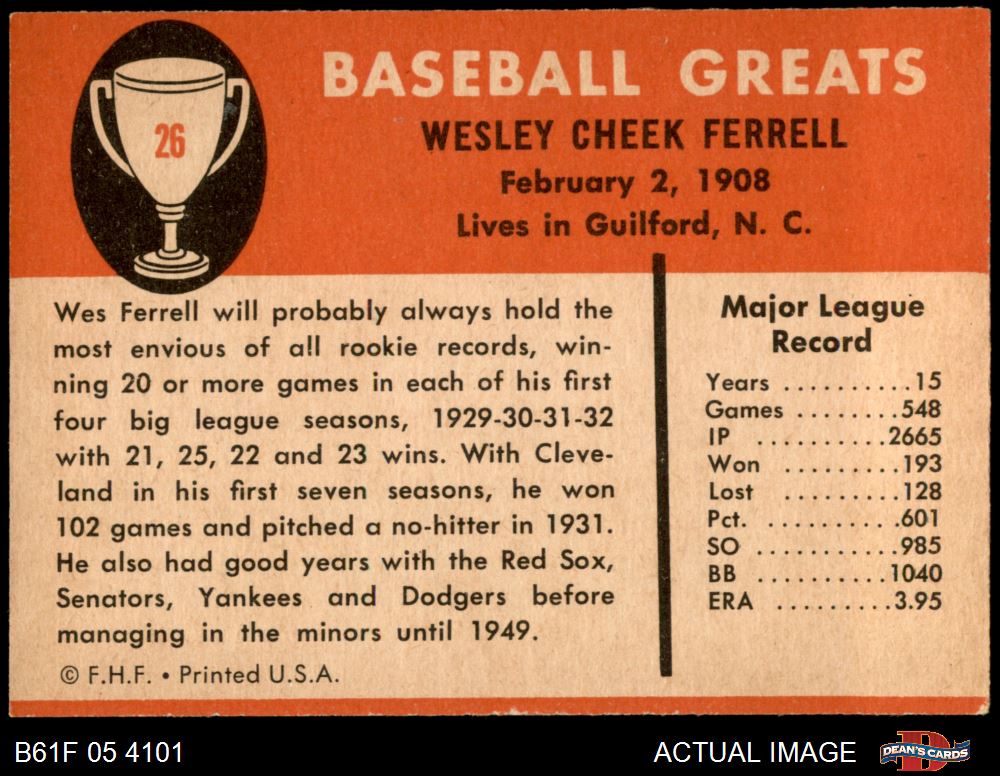 26
BASEBALL GREATS
WESLEY CHEEK FERRELL
February 2, 1908
Lives in Guilford, N. C.
Wes Ferrell will probably always hold the
most envious of all rookie records, win-
ning 20 or more games in each of his first
four big league seasons, 1929-30-31-32
with 21, 25, 22 and 23 wins. With Cleve-
land in his first seven seasons, he won
102 games and pitched a no-hitter in 1931.
He also had good years with the Red Sox,
Senators, Yankees and Dodgers before
managing in the minors until 1949.
© F.H.F. • Printed U.S.A.
Major League
Record
Years ..........15
Games ........548
IP ..........2665
Won .........193
Lost .........128
Pct. ..........601
SO ..........985
BB ..........1040
ERA .........3.95
B61F 05 4101
ACTUAL IMAGE
D
DEAN'S CARDS